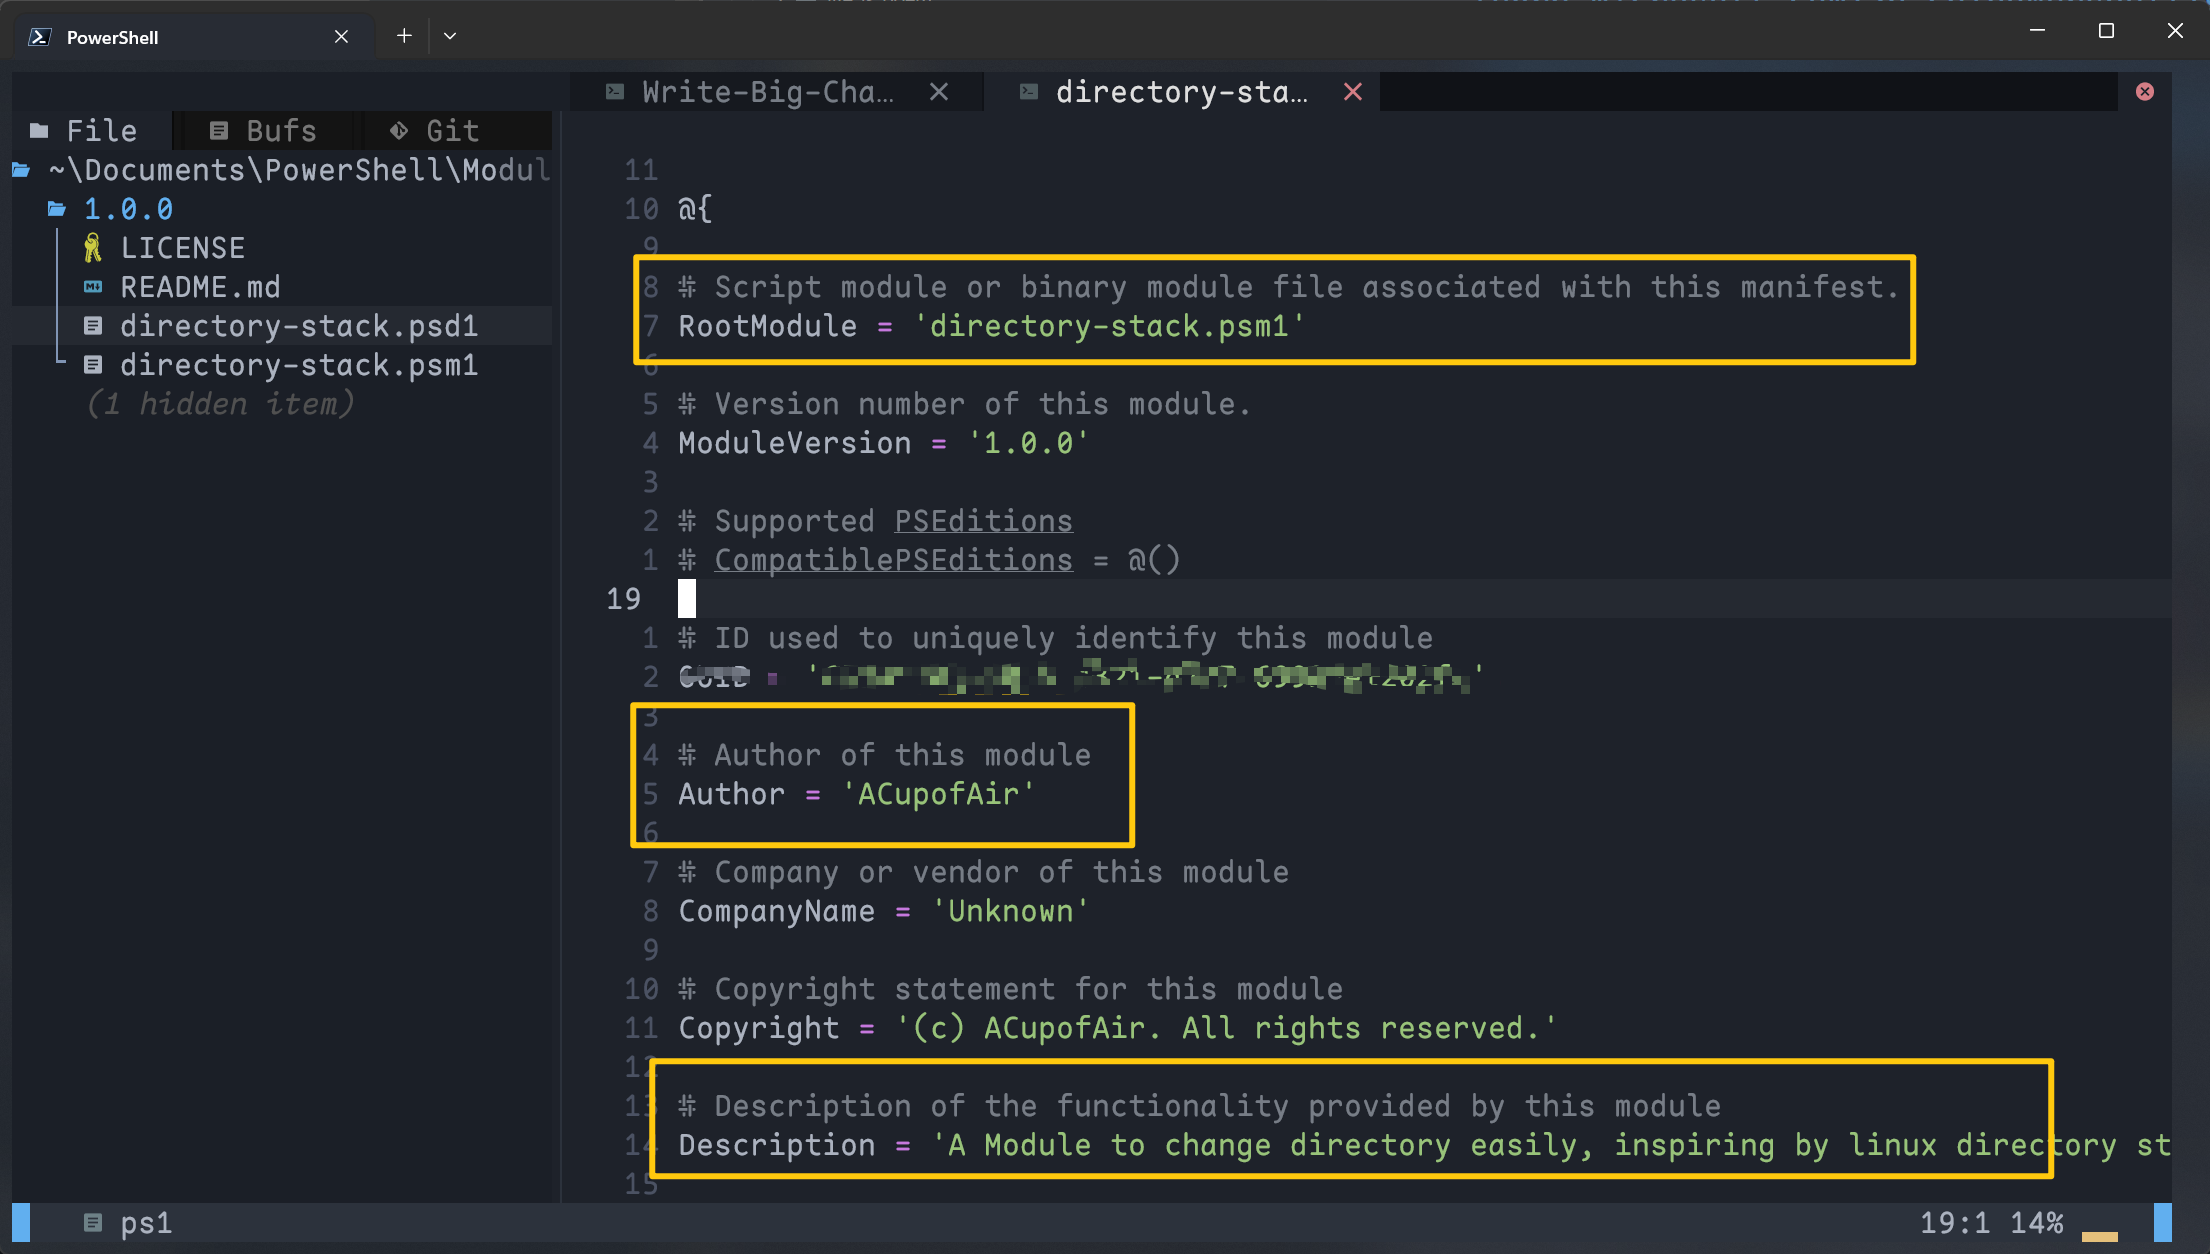 PowerShell
Write-Big-Cha…
directory-sta…
File
Bufs
Git
~\Documents\PowerShell\Modul
1.0.0
LICENSE
README.md
directory-stack.psd1
directory-stack.psm1
(1 hidden item)
11
10 @{
9
8 # Script module or binary module file associated with this manifest.
7 RootModule = 'directory-stack.psm1'
6
5 # Version number of this module.
4 ModuleVersion = '1.0.0'
3
2 # Supported PSEditions
1 # CompatiblePSEditions = @()
19
1 # ID used to uniquely identify this module
2
3
4 # Author of this module
5 Author = 'ACupofAir'
6
7 # Company or vendor of this module
8 CompanyName = 'Unknown'
9
10 # Copyright statement for this module
11 Copyright = '(c) ACupofAir. All rights reserved.'
12
13 # Description of the functionality provided by this module
14 Description = 'A Module to change directory easily, inspiring by linux directory st
15
ps1
19:1 14%